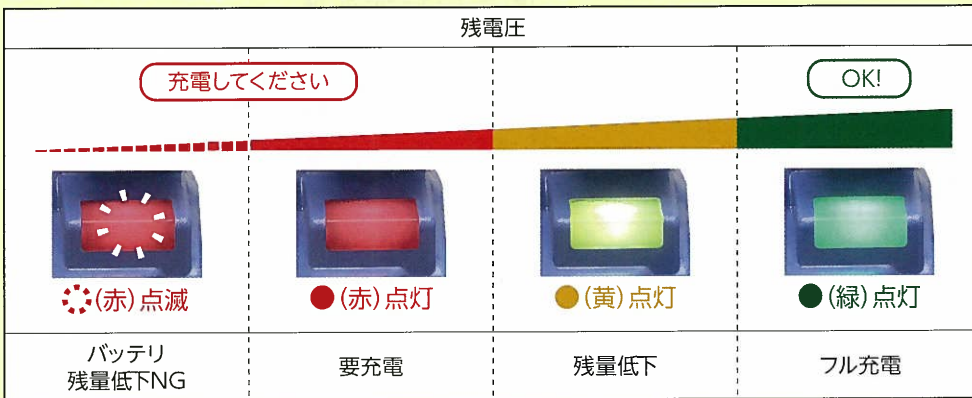 残電圧
充電してください
OK!
(赤)点滅
●(赤)点灯
●(黄)点灯
●(緑)点灯
バッテリ
残量低下NG
要充電
残量低下
フル充電